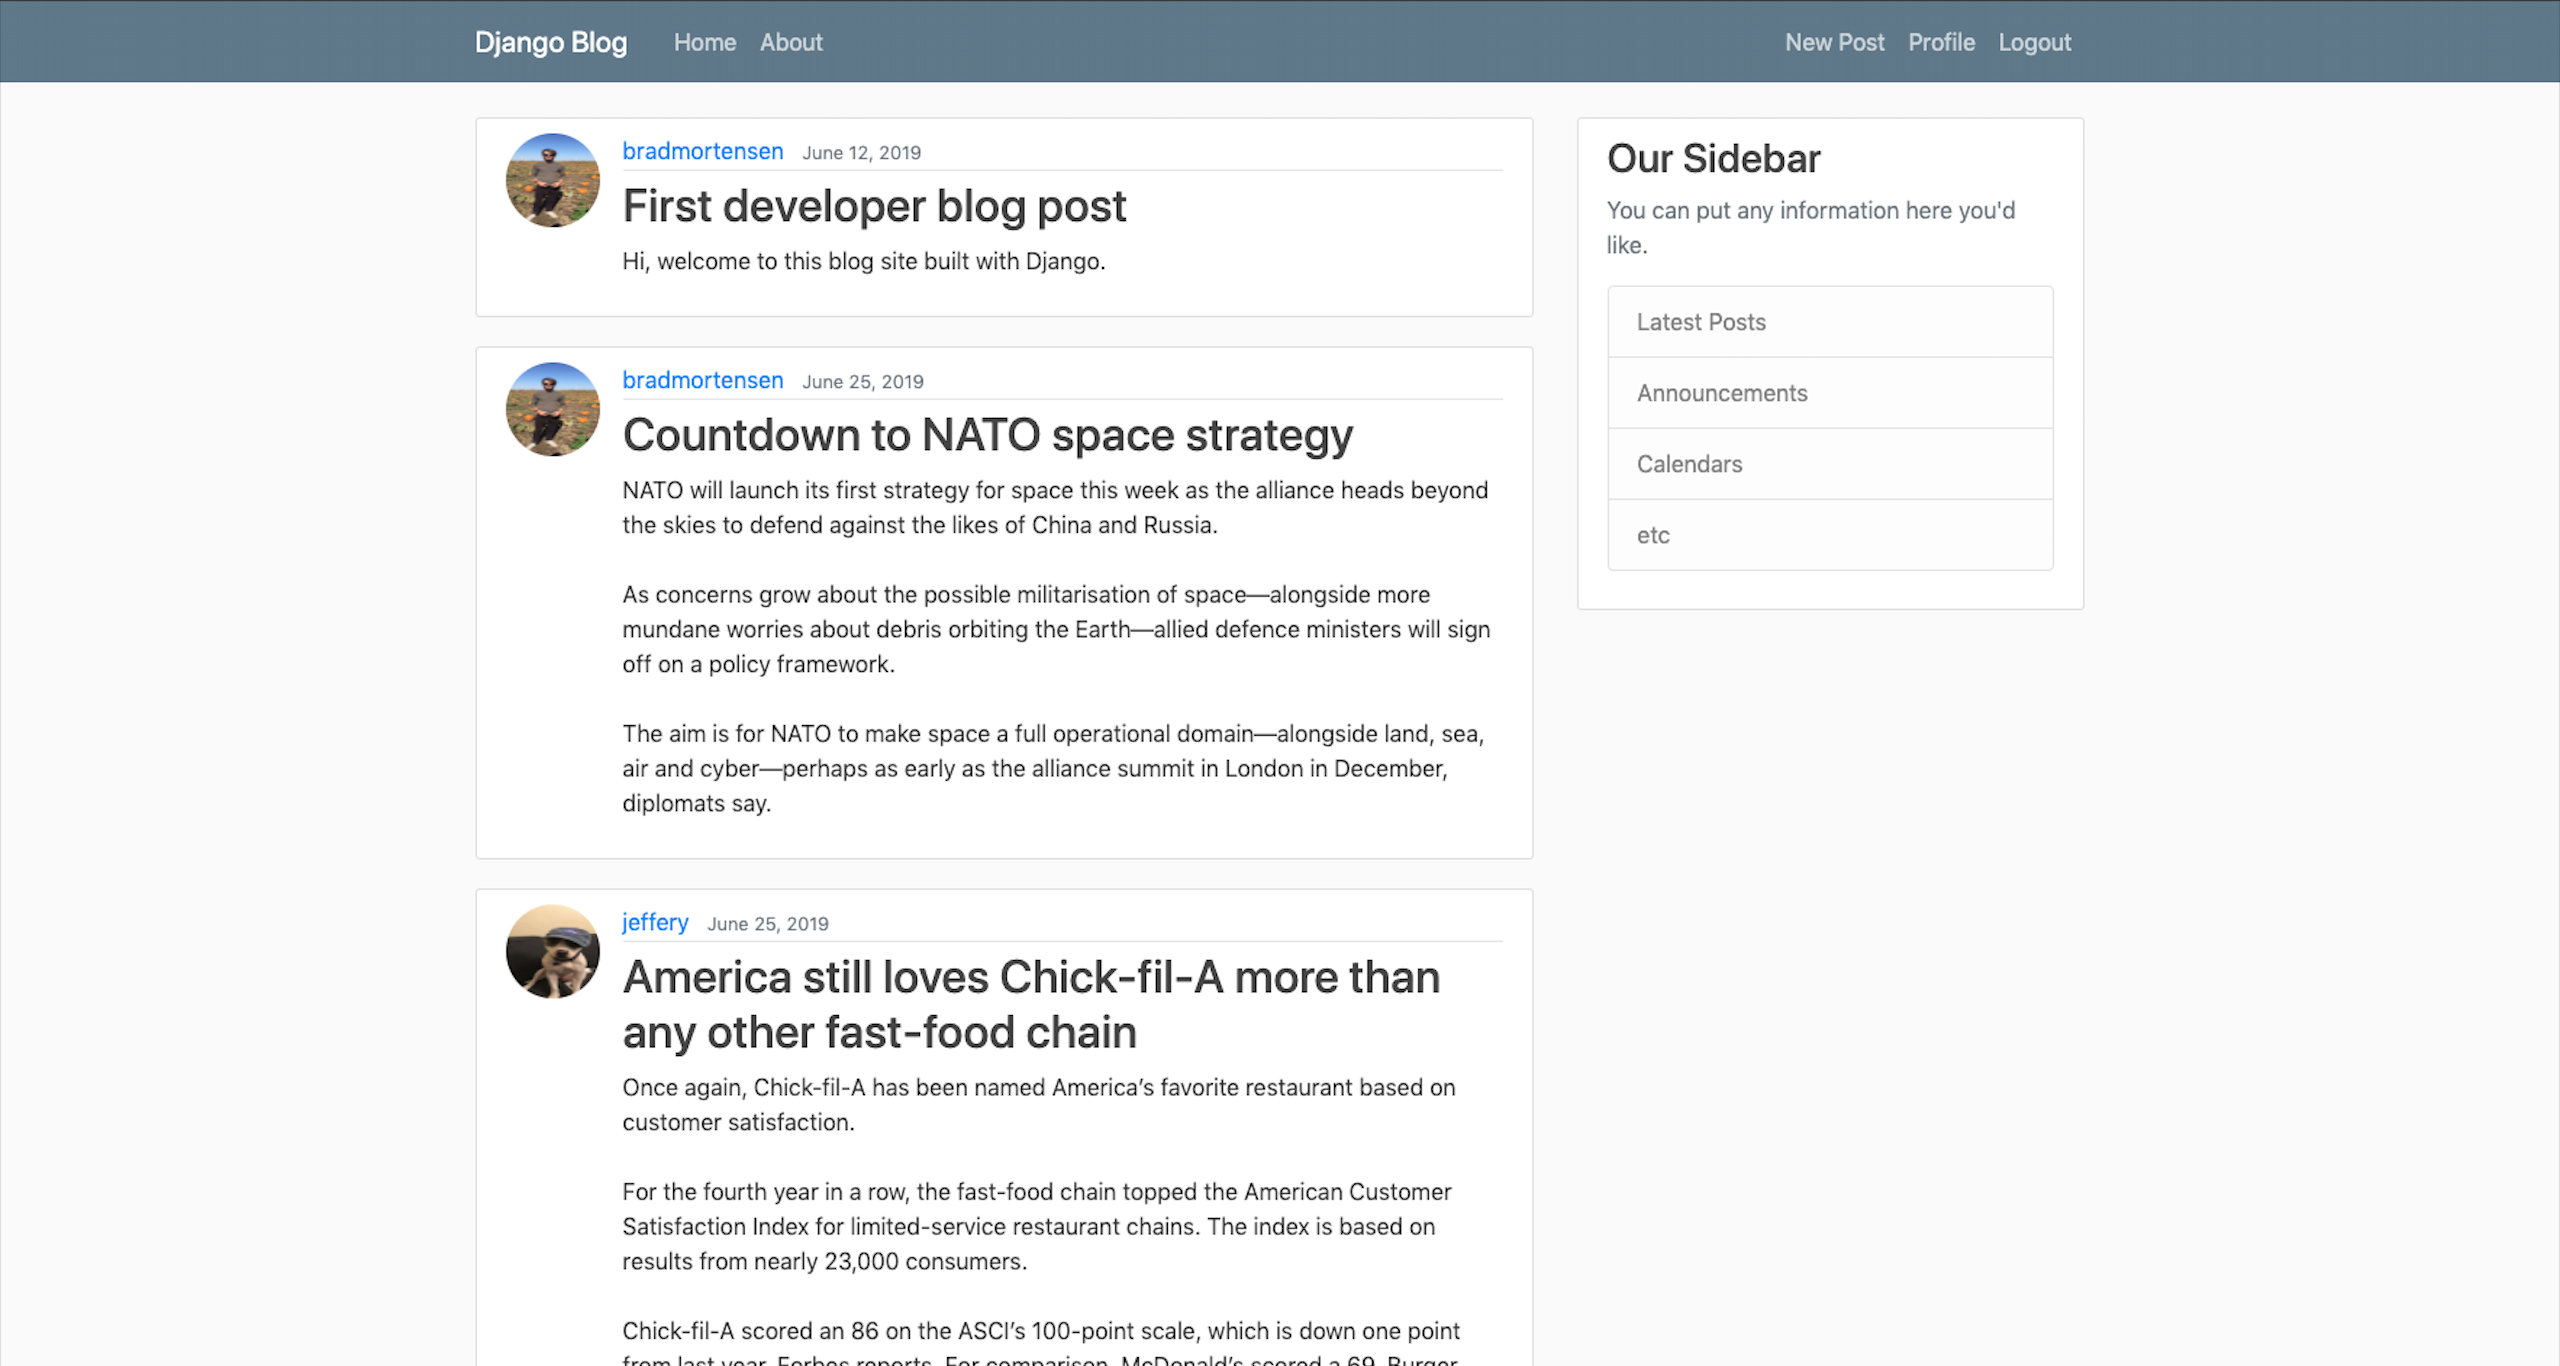 Django Blog Home About New Post Profile Logout
bradmortensen June 12, 2019
First developer blog post
Hi, welcome to this blog site built with Django.
bradmortensen June 25, 2019
Countdown to NATO space strategy
NATO will launch its first strategy for space this week as the alliance heads beyond
the skies to defend against the likes of China and Russia.
As concerns grow about the possible militarisation of space—alongside more
mundane worries about debris orbiting the Earth—allied defence ministers will sign
off on a policy framework.
The aim is for NATO to make space a full operational domain—alongside land, sea,
air and cyber—perhaps as early as the alliance summit in London in December,
diplomats say.
jeffery June 25, 2019
America still loves Chick-fil-A more than
any other fast-food chain
Once again, Chick-fil-A has been named America’s favorite restaurant based on
customer satisfaction.
For the fourth year in a row, the fast-food chain topped the American Customer
Satisfaction Index for limited-service restaurant chains. The index is based on
results from nearly 23,000 consumers.
Chick-fil-A scored an 86 on the ASCI’s 100-point scale, which is down one point
from last year, Forbes reports. For comparison, McDonald’s scored a 69, Burger
Our Sidebar
You can put any information here you'd
like.
Latest Posts
Announcements
Calendars
etc